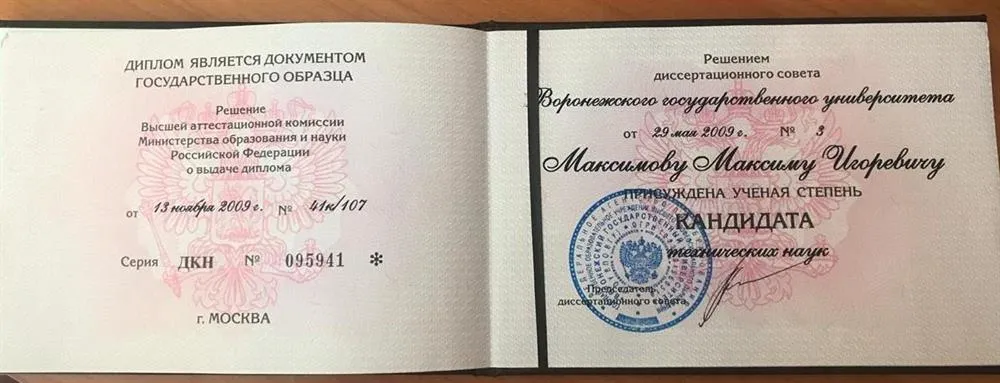 ДИПЛОМ ЯВЛЯЕТСЯ ДОКУМЕНТОМ
ГОСУДАРСТВЕННОГО ОБРАЗЦА
Решение
Высшей аттестационной комиссии
Министерства образования и науки
Российской Федерации
о выдаче диплома
от 13 ноября 2009 г. № 41к/107
Серия ДКН № 095941 *
г. МОСКВА
Решением
диссертационного совета
Воронежского государственного университета
от 29 мая 2009 г. № 3
Максимову Максиму Игоревичу
ПРИСУЖДЕНА УЧЕНАЯ СТЕПЕНЬ
КАНДИДАТА
технических наук
Председатель
диссертационного совета